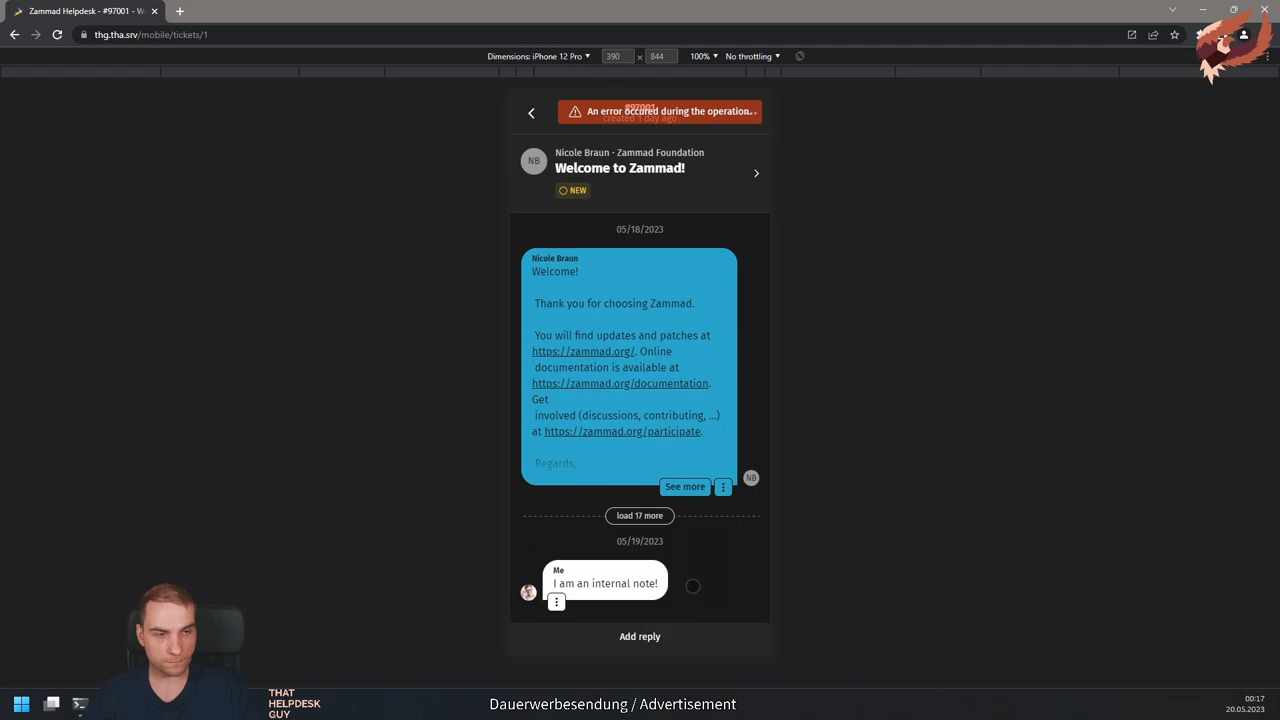 Zammad Helpdesk - #97001 - W
thg.tha.srv/mobile/tickets/1
Dimensions: iPhone 12 Pro
390 × 844
100%
No throttling
An error occured during the operation.
#97001
created 1 day ago
NB
Nicole Braun · Zammad Foundation
Welcome to Zammad!
NEW
05/18/2023
Nicole Braun
Welcome!
Thank you for choosing Zammad.
You will find updates and patches at
https://zammad.org/. Online
documentation is available at
https://zammad.org/documentation.
Get
involved (discussions, contributing, ...)
at https://zammad.org/participate.
Regards,
See more
NB
load 17 more
05/19/2023
Me
I am an internal note!
Add reply
THAT
HELPDESK
GUY
Dauerwerbesendung / Advertisement
00:17
20.05.2023